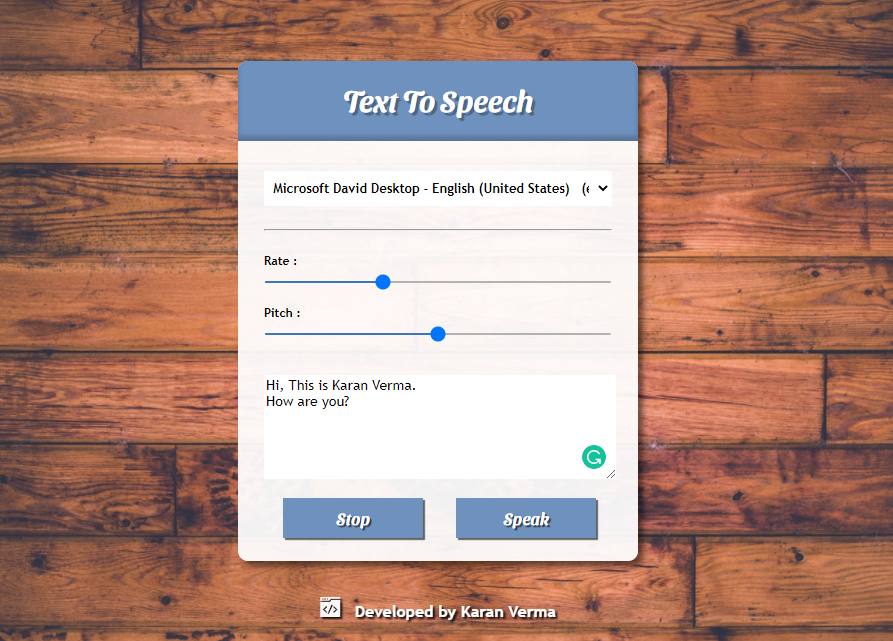 Text To Speech
Microsoft David Desktop - English (United States) (e
Rate :
Pitch :
Hi, This is Karan Verma.
How are you?
Stop
Speak
</> Developed by Karan Verma